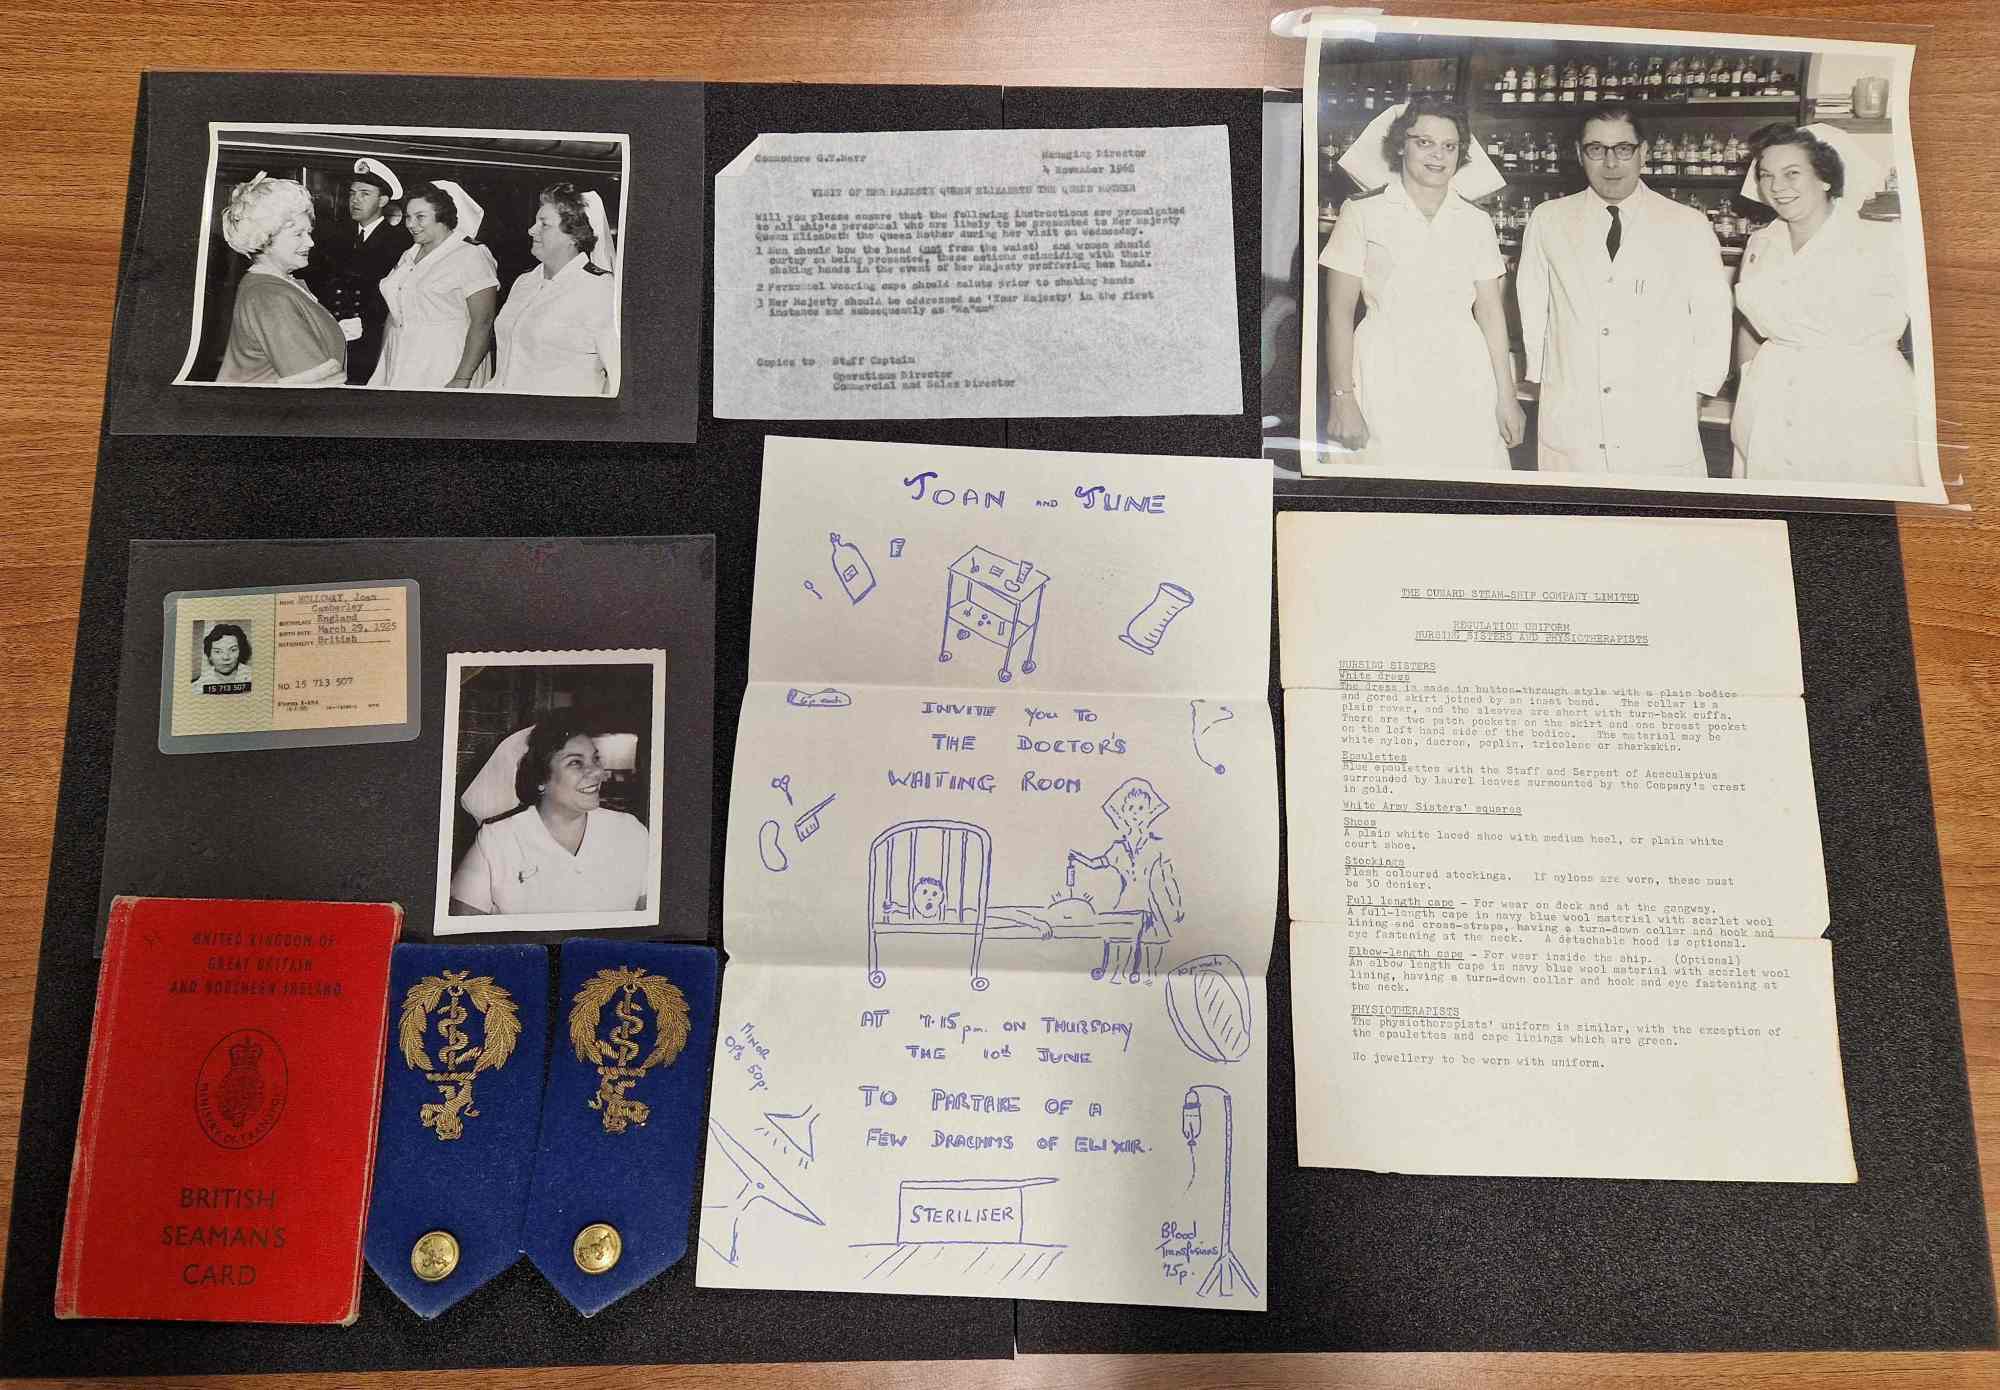 Commodore G.T.Marr
Managing Director
4 November 1968
VISIT OF HER MAJESTY QUEEN ELIZABETH THE QUEEN MOTHER
Will you please ensure that the following instructions are promulgated
to all ship's personnel who are likely to be presented to Her Majesty
Queen Elizabeth the Queen Mother during her visit on Wednesday.
1 Men should bow the head (not from the waist) and women should
curtsy on being presented, these actions coinciding with their
shaking hands in the event of her Majesty proffering her hand.
2 Personnel wearing caps should salute prior to shaking hands
3 Her Majesty should be addressed as 'Your Majesty' in the first
instance and subsequently as "Ma'am"
Copies to Staff Captain
Operations Director
Commercial and Sales Director
NAME HOLLOWAY, Joan
Camberley
BIRTHPLACE England
BIRTH DATE March 29, 1925
NATIONALITY British
15 713 507
NO. 15 713 507
Form I-184
UNITED KINGDOM OF
GREAT BRITAIN
AND NORTHERN IRELAND
MINISTRY OF TRANSPORT
BRITISH
SEAMAN'S
CARD
JOAN AND JUNE
6p each
INVITE YOU TO
THE DOCTOR'S
WAITING ROOM
10p each
AT 7.15 pm. ON THURSDAY
THE 10th JUNE
MINOR
OP'S
50p.
TO PARTAKE OF A
FEW DRACHMS OF ELIXIR.
STERILISER
Blood
Transfusions
75p.
THE CUNARD STEAM-SHIP COMPANY LIMITED
REGULATION UNIFORM
NURSING SISTERS AND PHYSIOTHERAPISTS
NURSING SISTERS
White dress
The dress is made in button-through style with a plain bodice
and gored skirt joined by an inset band. The collar is a
plain rever, and the sleeves are short with turn-back cuffs.
There are two patch pockets on the skirt and one breast pocket
on the left hand side of the bodice. The material may be
white nylon, dacron, poplin, tricolene or sharkskin.
Epaulettes
Blue epaulettes with the Staff and Serpent of Aesculapius
surrounded by laurel leaves surmounted by the Company's crest
in gold.
White Army Sisters' squares
Shoes
A plain white laced shoe with medium heel, or plain white
court shoe.
Stockings
Flesh coloured stockings. If nylons are worn, these must
be 30 denier.
Full length cape - For wear on deck and at the gangway.
A full-length cape in navy blue wool material with scarlet wool
lining and cross-straps, having a turn-down collar and hook and
eye fastening at the neck. A detachable hood is optional.
Elbow-length cape - For wear inside the ship. (Optional)
An elbow length cape in navy blue wool material with scarlet wool
lining, having a turn-down collar and hook and eye fastening at
the neck.
PHYSIOTHERAPISTS
The physiotherapists' uniform is similar, with the exception of
the epaulettes and cape linings which are green.
No jewellery to be worn with uniform.